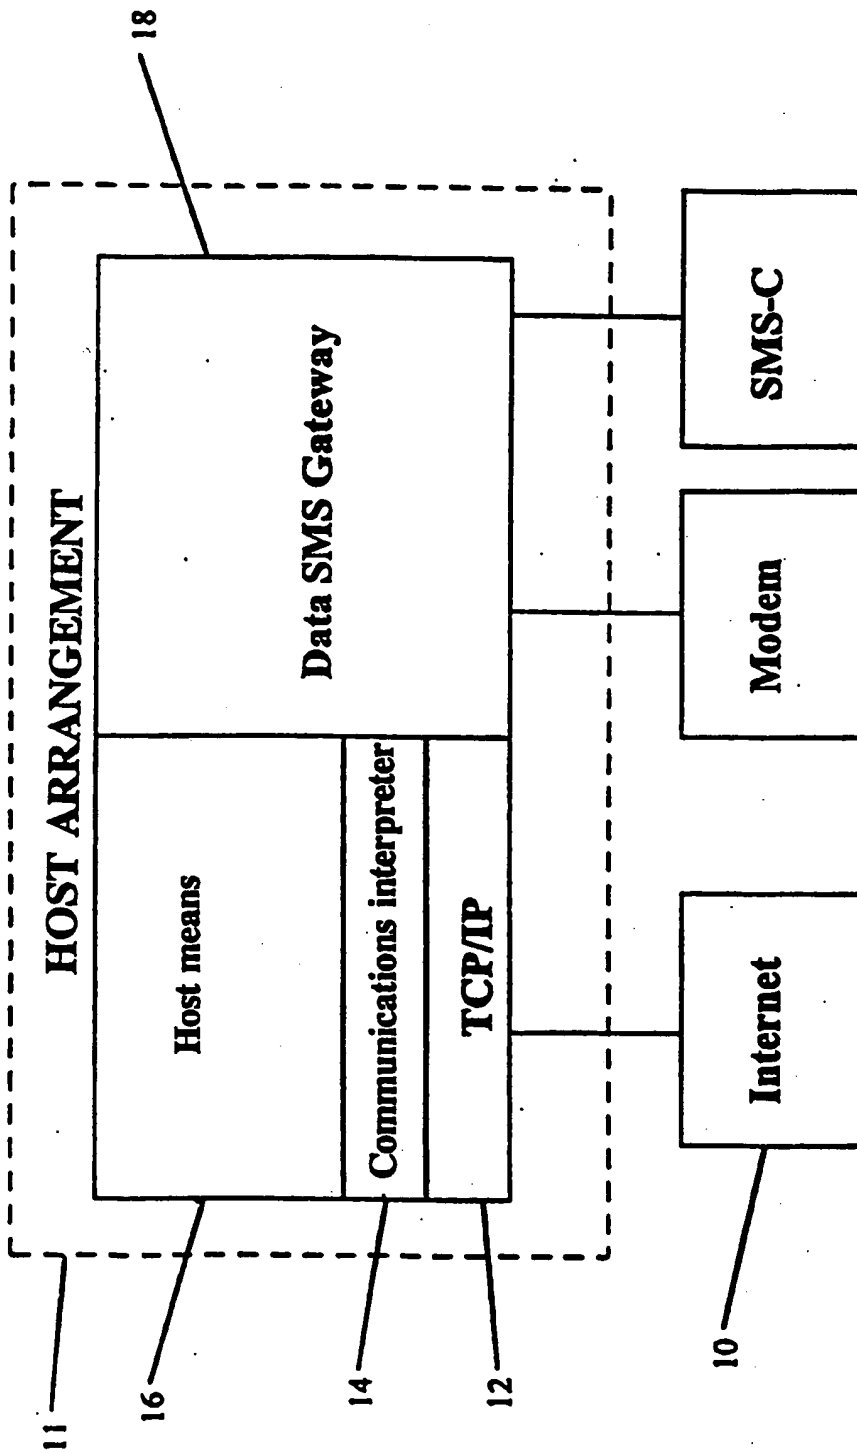 HOST ARRANGEMENT
11
16
Host means
14
Communications interpreter
12
TCP/IP
18
Data SMS Gateway
10
Internet
Modem
SMS-C